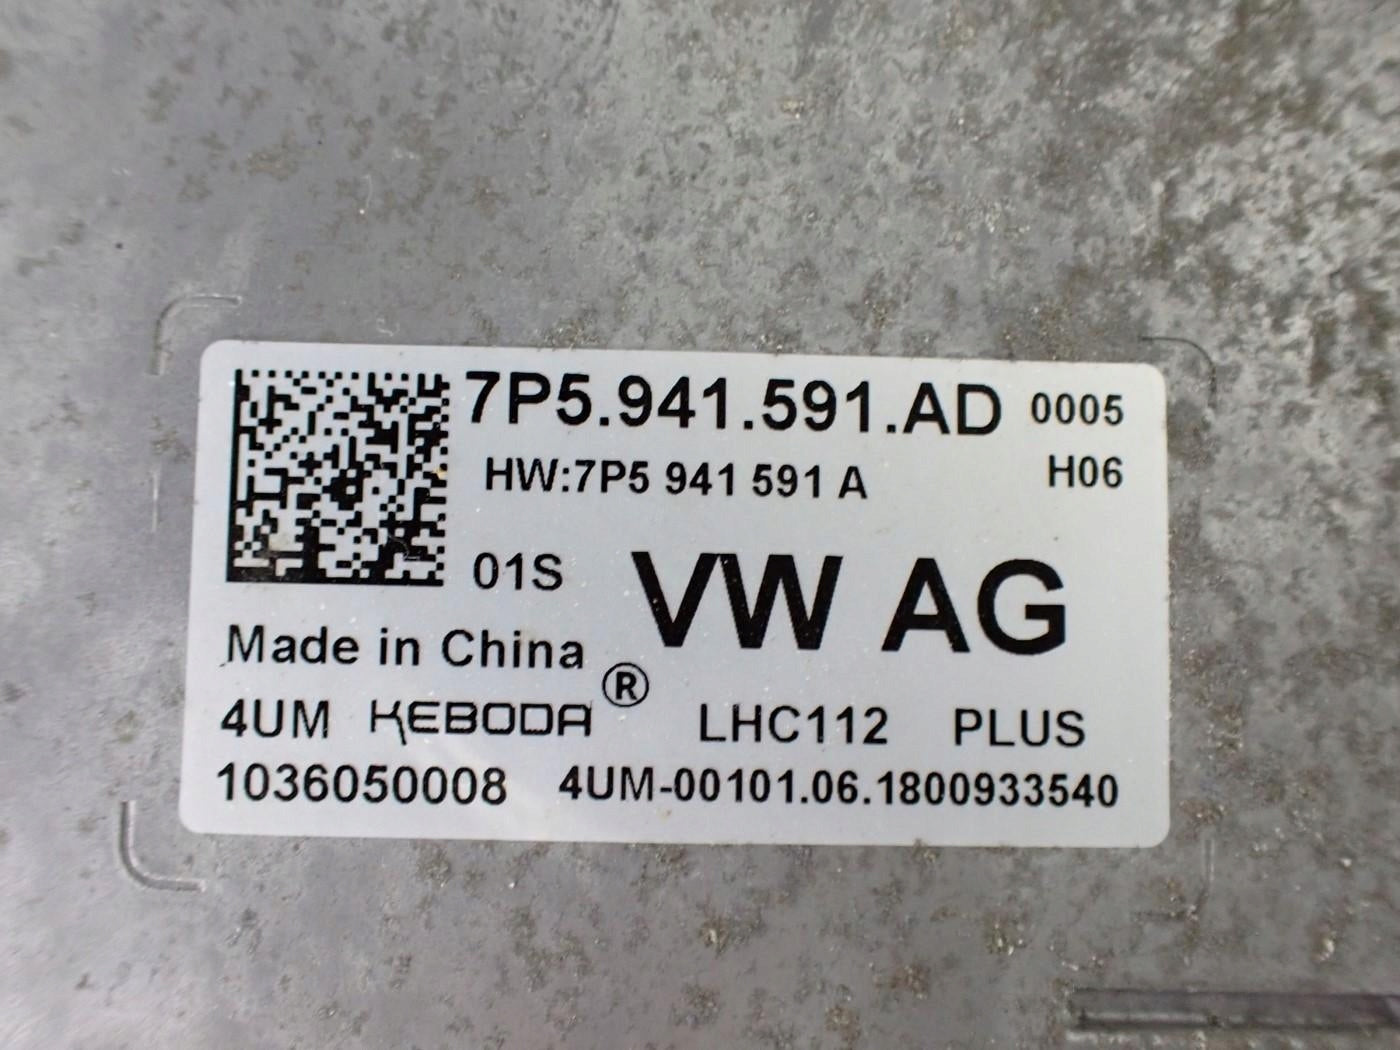 7P5.941.591.AD 0005
HW:7P5 941 591 A H06
01S VW AG
Made in China
4UM KEBODA® LHC112 PLUS
1036050008 4UM-00101.06.1800933540